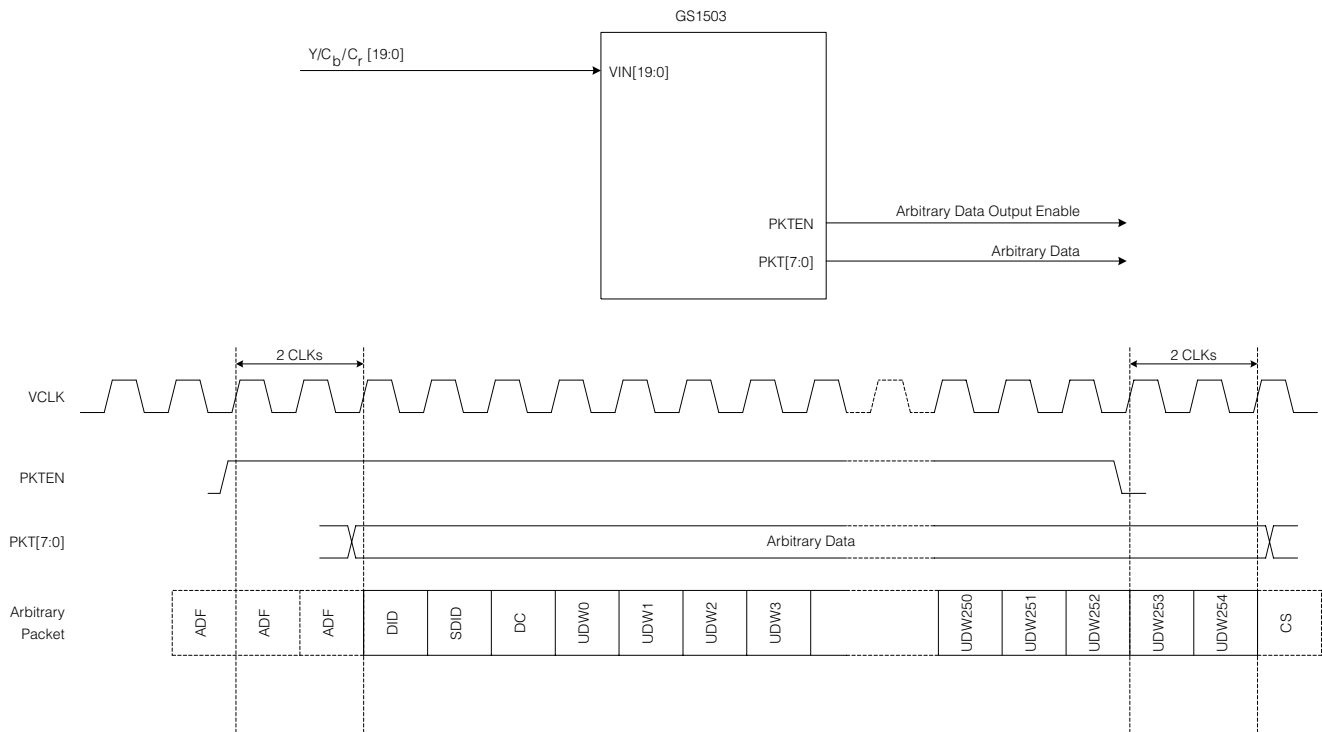 GS1503
Y/Cb/Cr [19:0]
VIN[19:0]
PKTEN
Arbitrary Data Output Enable
PKT[7:0]
Arbitrary Data
2 CLKs
2 CLKs
VCLK
PKTEN
PKT[7:0]
Arbitrary Data
Arbitrary
Packet
ADF
ADF
ADF
DID
SDID
DC
UDW0
UDW1
UDW2
UDW3
UDW250
UDW251
UDW252
UDW253
UDW254
CS